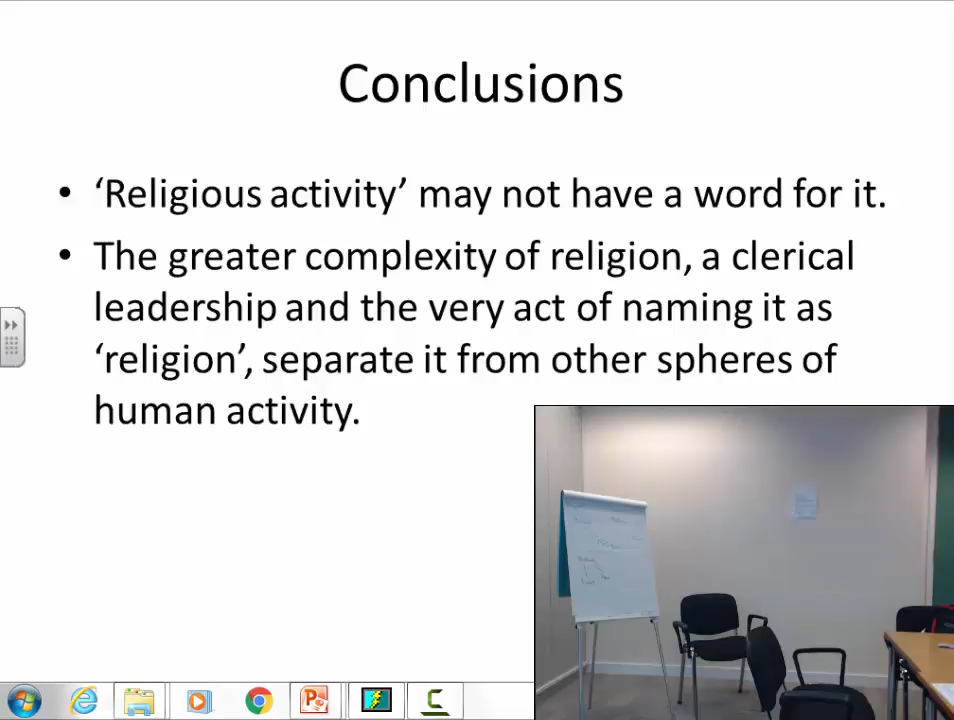 Conclusions
• ‘Religious activity’ may not have a word for it.
• The greater complexity of religion, a clerical
leadership and the very act of naming it as
‘religion’, separate it from other spheres of
human activity.